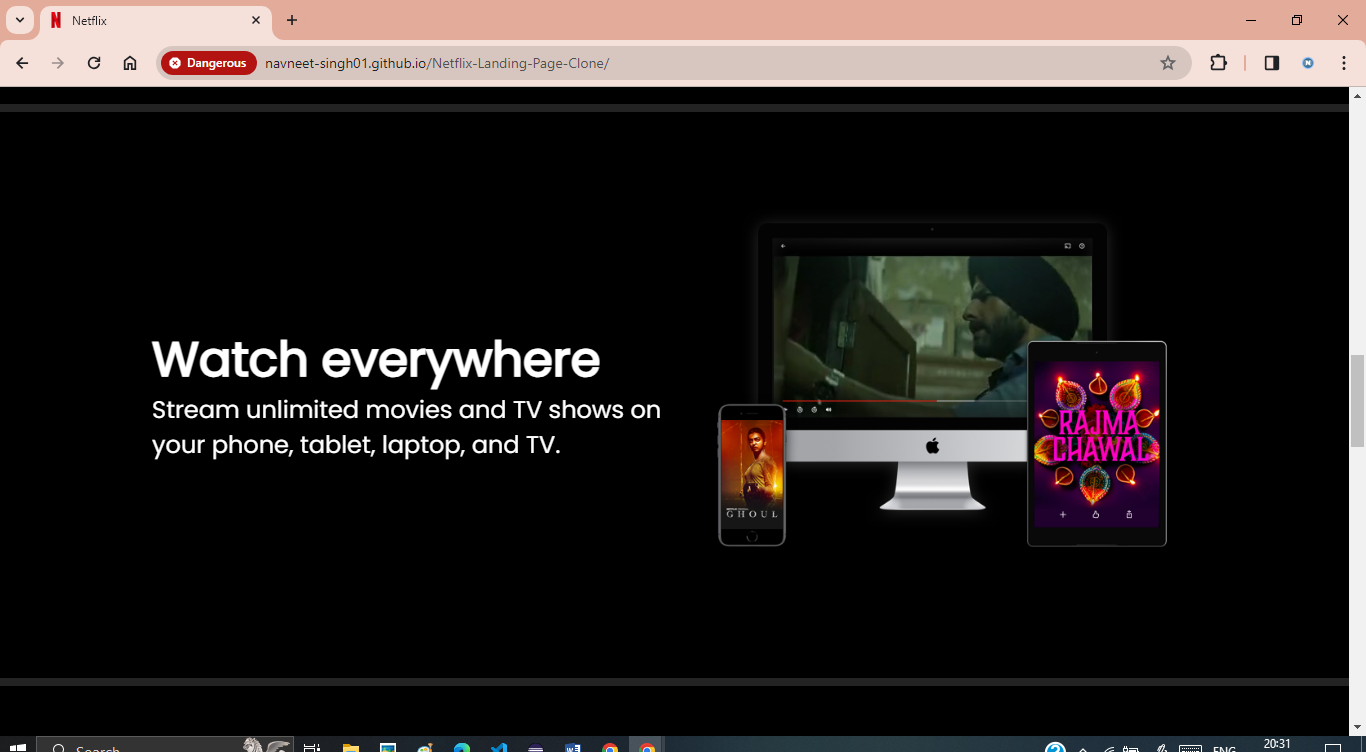 Netflix
Dangerous
navneet-singh01.github.io/Netflix-Landing-Page-Clone/
Watch everywhere
Stream unlimited movies and TV shows on
your phone, tablet, laptop, and TV.
RAJMA
CHAWAL
GHOUL
Search
ENG
20:31